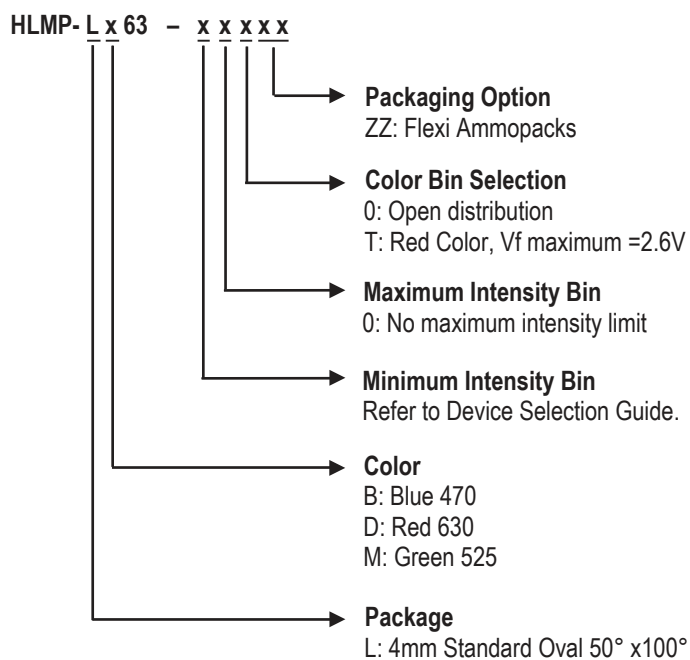 HLMP- L x 63 – x x x x x
Packaging Option
ZZ: Flexi Ammopacks
Color Bin Selection
0: Open distribution
T: Red Color, Vf maximum =2.6V
Maximum Intensity Bin
0: No maximum intensity limit
Minimum Intensity Bin
Refer to Device Selection Guide.
Color
B: Blue 470
D: Red 630
M: Green 525
Package
L: 4mm Standard Oval 50° x100°